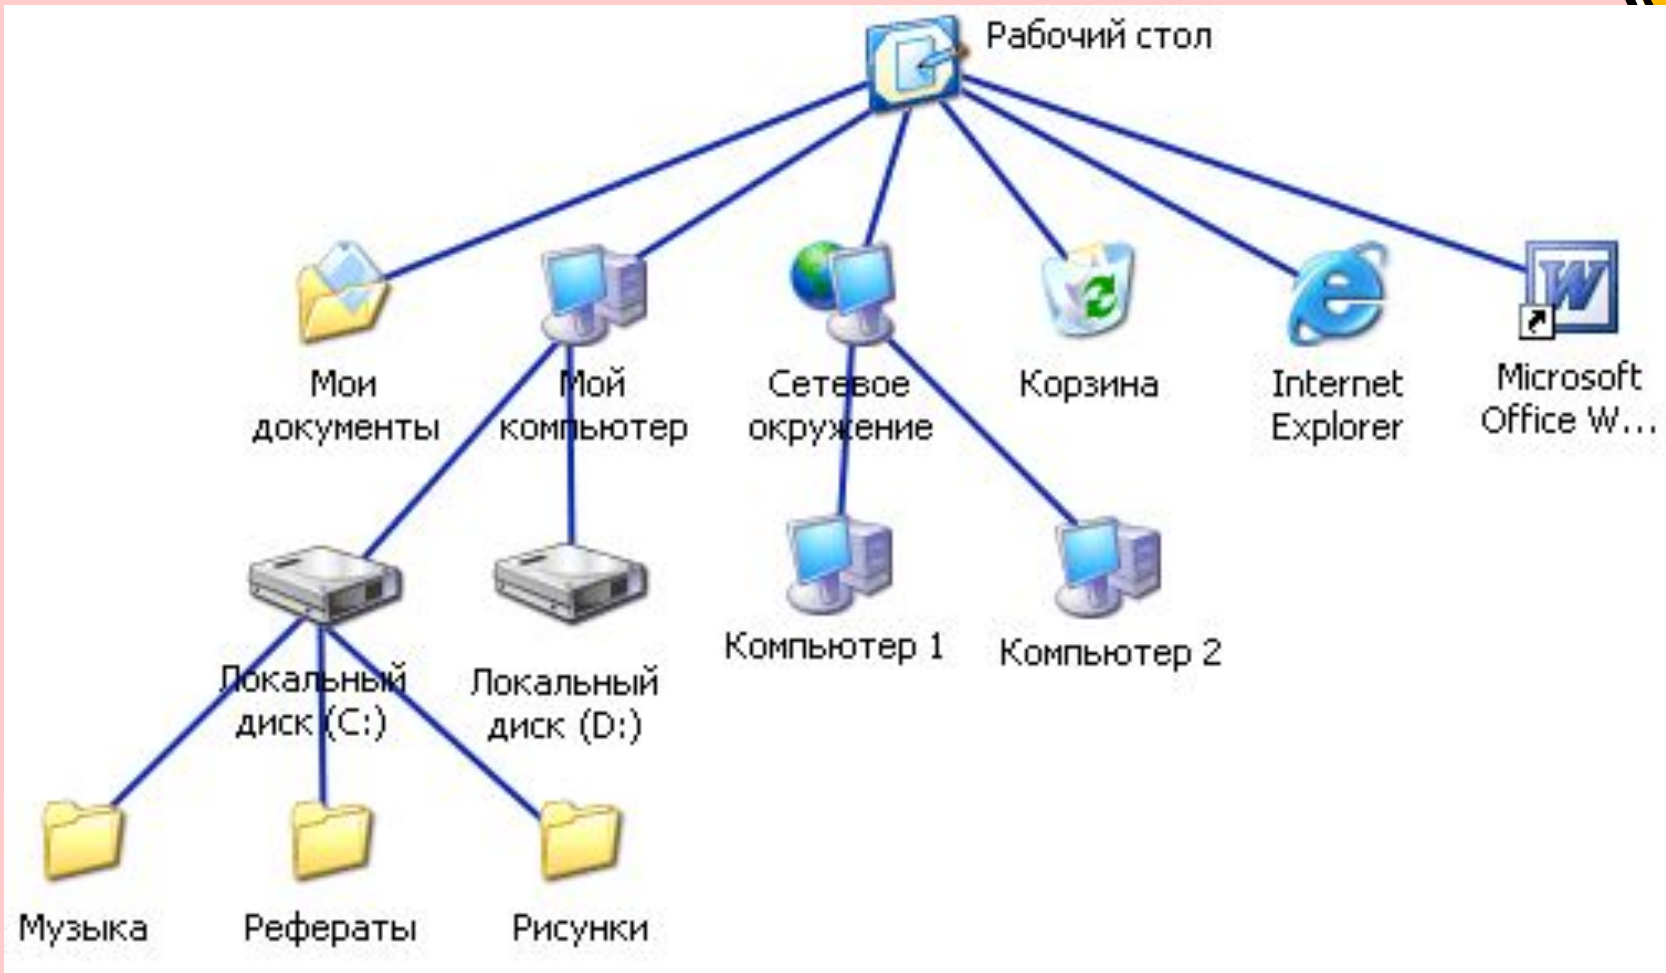 Рабочий стол
Мои
документы
Мой
компьютер
Сетевое
окружение
Корзина
Internet
Explorer
Microsoft
Office W...
Локальный
диск (C:)
Локальный
диск (D:)
Компьютер 1
Компьютер 2
Музыка
Рефераты
Рисунки